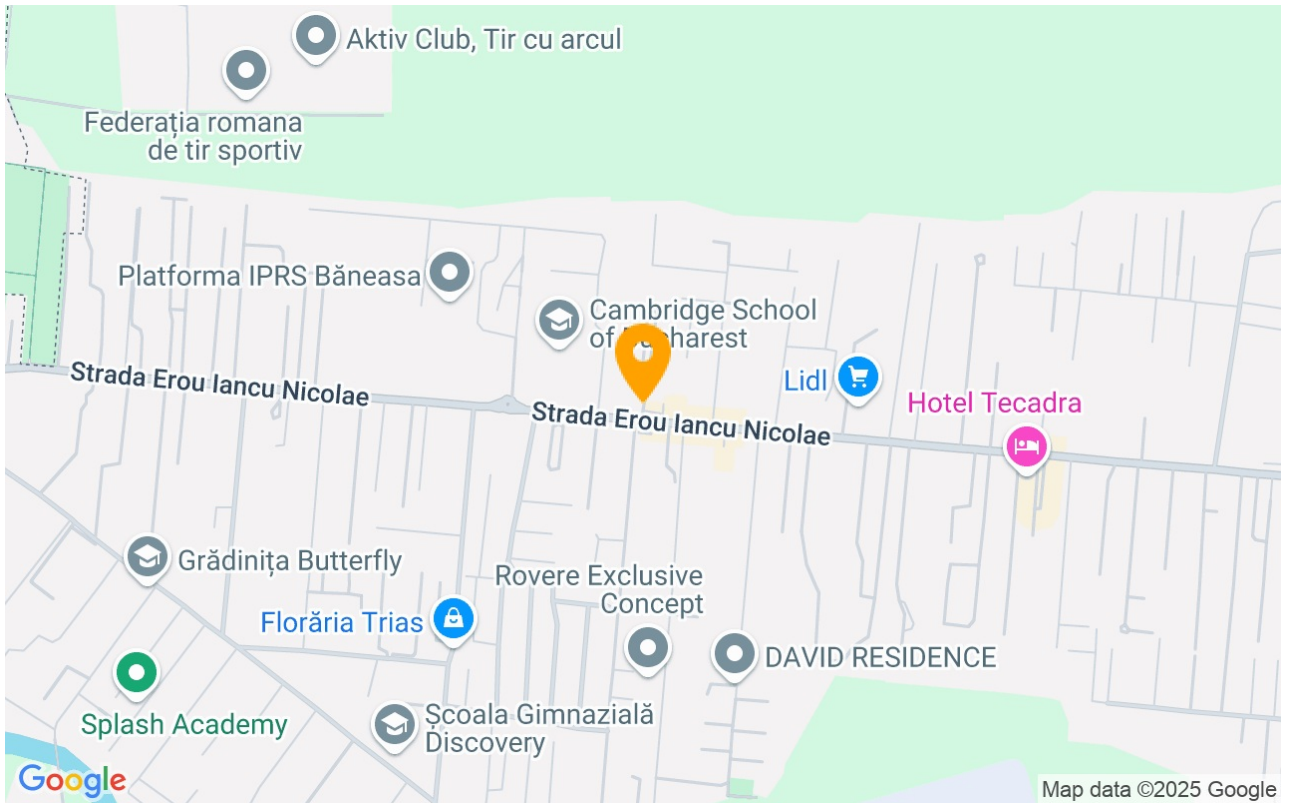 Aktiv Club, Tir cu arcul
Federația romana
de tir sportiv
Platforma IPRS Băneasa
Cambridge School
of Bucharest
Lidl
Strada Erou Iancu Nicolae
Strada Erou Iancu Nicolae
Hotel Tecadra
Grădinița Butterfly
Rovere Exclusive
Concept
Florăria Trias
DAVID RESIDENCE
Splash Academy
Școala Gimnazială
Discovery
Google
Map data ©2025 Google